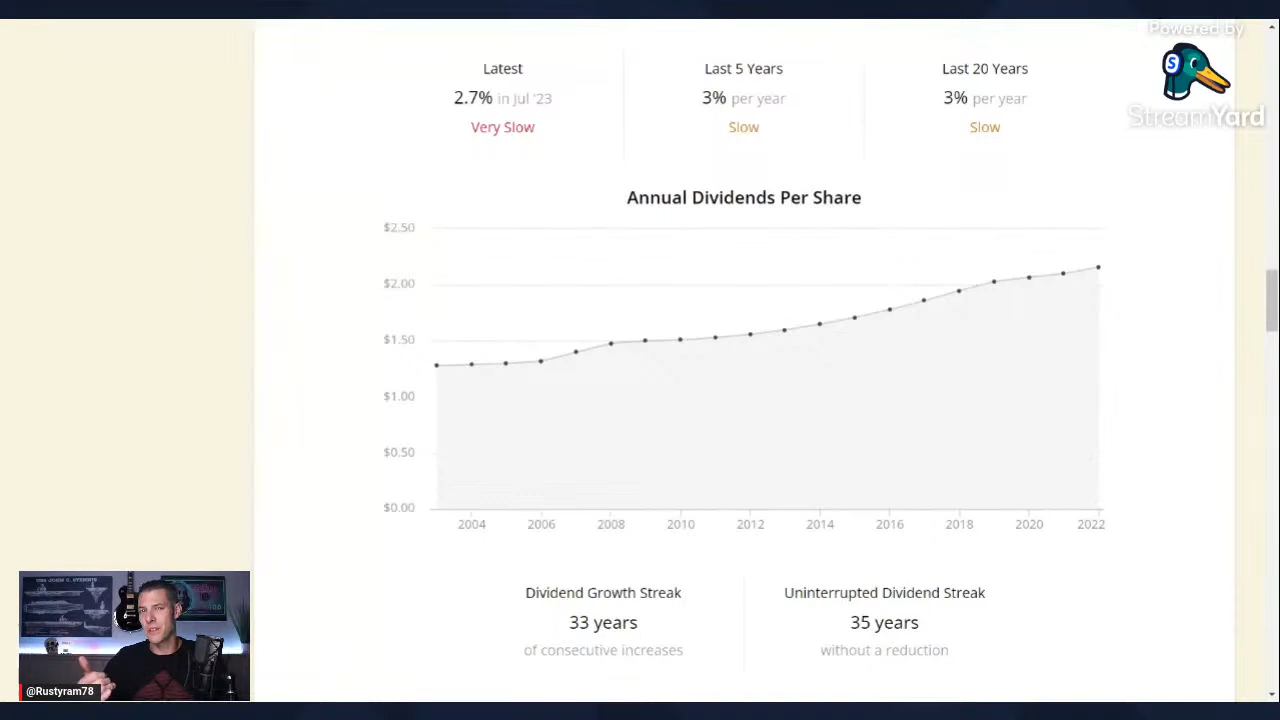 Powered by
S
StreamYard
Latest
Last 5 Years
Last 20 Years
2.7% in Jul '23
3% per year
3% per year
Very Slow
Slow
Slow
Annual Dividends Per Share
$2.50
$2.00
$1.50
$1.00
$0.50
$0.00
2004 2006 2008 2010 2012 2014 2016 2018 2020 2022
Dividend Growth Streak
Uninterrupted Dividend Streak
33 years
35 years
of consecutive increases
without a reduction
USS JOHN C. STENNIS
@Rustyram78